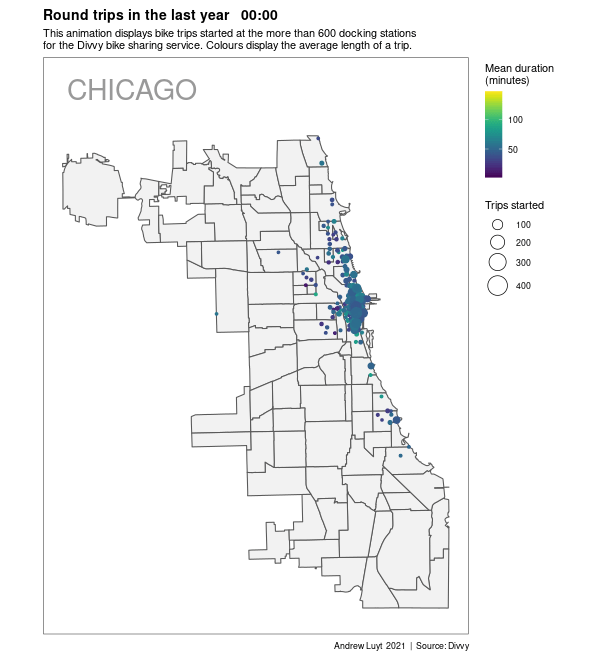 Round trips in the last year 00:00
This animation displays bike trips started at the more than 600 docking stations
for the Divvy bike sharing service. Colours display the average length of a trip.
CHICAGO
Mean duration
(minutes)
100
50
Trips started
100
200
300
400
Andrew Luyt 2021 | Source: Divvy